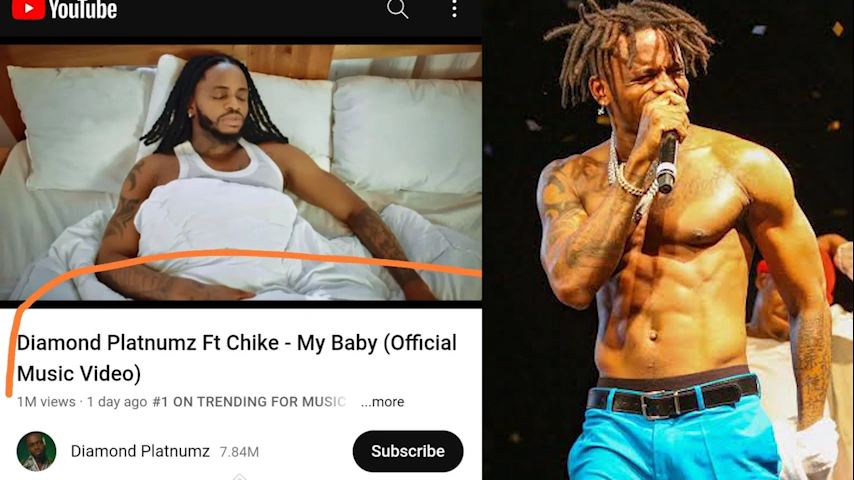 YouTube
Diamond Platnumz Ft Chike - My Baby (Official
Music Video)
1M views · 1 day ago #1 ON TRENDING FOR MUSIC ...more
Diamond Platnumz 7.84M
Subscribe